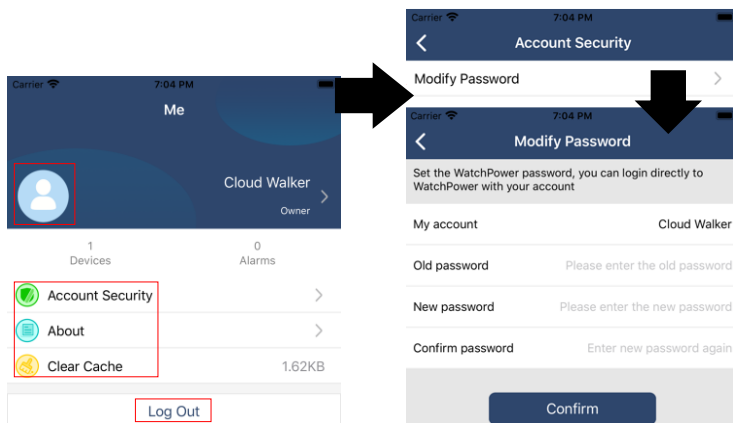 Carrier 7:04 PM
Me
Cloud Walker
Owner
1
Devices
0
Alarms
Account Security
About
Clear Cache 1.62KB
Log Out
Carrier 7:04 PM
Account Security
Modify Password
Carrier 7:04 PM
Modify Password
Set the WatchPower password, you can login directly to
WatchPower with your account
My account Cloud Walker
Old password Please enter the old password
New password Please enter the new password
Confirm password Enter new password again
Confirm